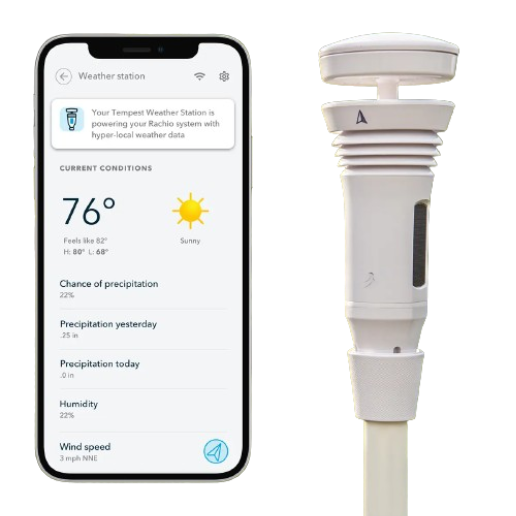 Weather station
Your Tempest Weather Station is
powering your Rachio system with
hyper-local weather data
CURRENT CONDITIONS
76°
Feels like 82°
Sunny
H: 80° L: 68°
Chance of precipitation
22%
Precipitation yesterday
.25 in
Precipitation today
.0 in
Humidity
22%
Wind speed
3 mph NNE